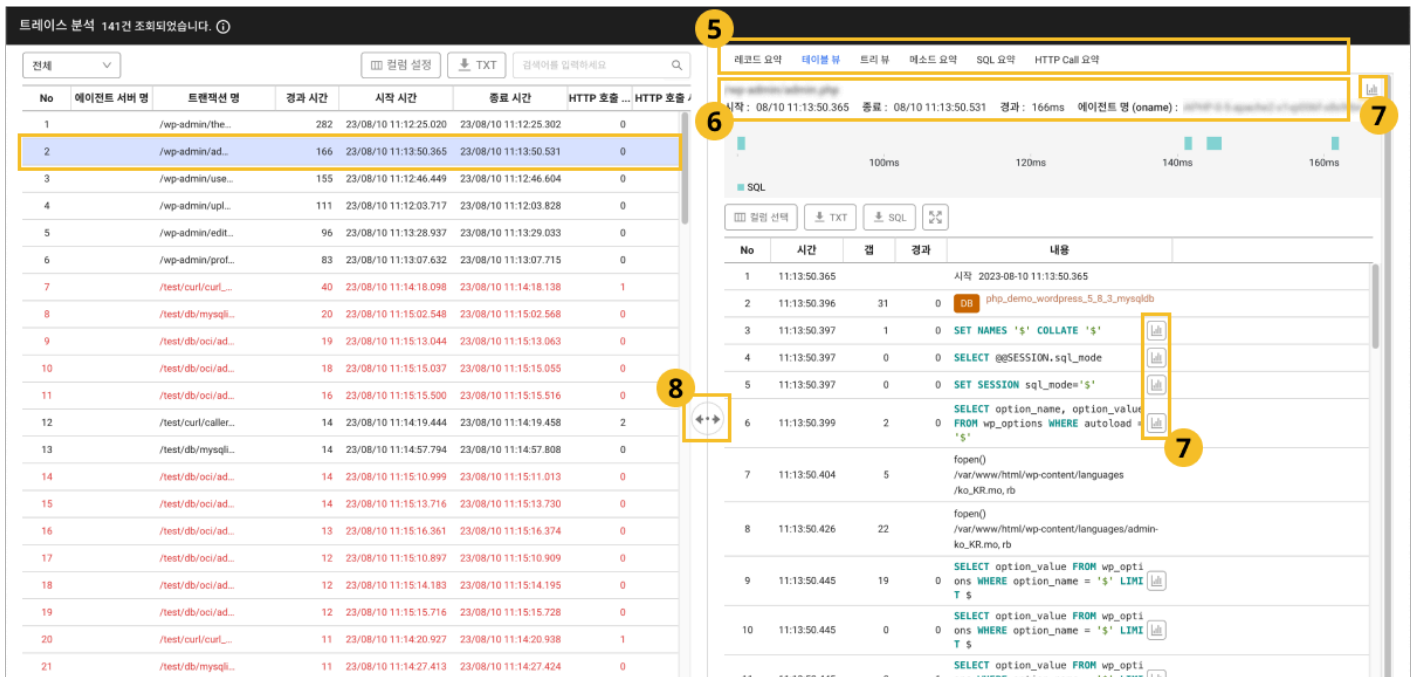 트레이스 분석 141건 조회되었습니다.
5
전체 컬럼 설정 TXT 검색어를 입력하세요
No 에이전트 서버 명 트랜잭션 명 경과 시간 시작 시간 종료 시간 HTTP 호출 ... HTTP 호출
1 /wp-admin/the... 282 23/08/10 11:12:25.020 23/08/10 11:12:25.302 0
2 /wp-admin/ad... 166 23/08/10 11:13:50.365 23/08/10 11:13:50.531 0
3 /wp-admin/use... 155 23/08/10 11:12:46.449 23/08/10 11:12:46.604 0
4 /wp-admin/upl... 111 23/08/10 11:12:03.717 23/08/10 11:12:03.828 0
5 /wp-admin/edit... 96 23/08/10 11:13:28.937 23/08/10 11:13:29.033 0
6 /wp-admin/prof... 83 23/08/10 11:13:07.632 23/08/10 11:13:07.715 0
7 /test/curl/curl_... 40 23/08/10 11:14:18.098 23/08/10 11:14:18.138 1
8 /test/db/mysqli... 20 23/08/10 11:15:02.548 23/08/10 11:15:02.568 0
9 /test/db/oci/ad... 19 23/08/10 11:15:13.044 23/08/10 11:15:13.063 0
10 /test/db/oci/ad... 18 23/08/10 11:15:15.037 23/08/10 11:15:15.055 0
11 /test/db/oci/ad... 16 23/08/10 11:15:15.500 23/08/10 11:15:15.516 0
12 /test/curl/caller... 14 23/08/10 11:14:19.444 23/08/10 11:14:19.458 2
13 /test/db/mysqli... 14 23/08/10 11:14:57.794 23/08/10 11:14:57.808 0
14 /test/db/oci/ad... 14 23/08/10 11:15:10.999 23/08/10 11:15:11.013 0
15 /test/db/oci/ad... 14 23/08/10 11:15:13.716 23/08/10 11:15:13.730 0
16 /test/db/oci/ad... 13 23/08/10 11:15:16.361 23/08/10 11:15:16.374 0
17 /test/db/oci/ad... 12 23/08/10 11:15:10.897 23/08/10 11:15:10.909 0
18 /test/db/oci/ad... 12 23/08/10 11:15:14.183 23/08/10 11:15:14.195 0
19 /test/db/oci/ad... 12 23/08/10 11:15:15.716 23/08/10 11:15:15.728 0
20 /test/curl/curl_... 11 23/08/10 11:14:20.927 23/08/10 11:14:20.938 1
21 /test/db/mysqli... 11 23/08/10 11:14:27.413 23/08/10 11:14:27.424 0
8
레코드 요약 테이블 뷰 트리 뷰 메소드 요약 SQL 요약 HTTP Call 요약
/wp-admin/admin.php
시작 : 08/10 11:13:50.365 종료 : 08/10 11:13:50.531 경과 : 166ms 에이전트 명 (oname) :
6
7
100ms 120ms 140ms 160ms
SQL
컬럼 선택 TXT SQL
No 시간 갭 경과 내용
1 11:13:50.365 시작 2023-08-10 11:13:50.365
2 11:13:50.396 31 0 DB php_demo_wordpress_5_8_3_mysqldb
3 11:13:50.397 1 0 SET NAMES '$' COLLATE '$'
4 11:13:50.397 0 0 SELECT @@SESSION.sql_mode
5 11:13:50.397 0 0 SET SESSION sql_mode='$'
6 11:13:50.399 2 0 SELECT option_name, option_value
FROM wp_options WHERE autoload =
'$'
7
7 11:13:50.404 5 fopen()
/var/www/html/wp-content/languages
/ko_KR.mo, rb
8 11:13:50.426 22 fopen()
/var/www/html/wp-content/languages/admin-
ko_KR.mo, rb
9 11:13:50.445 19 0 SELECT option_value FROM wp_opti
ons WHERE option_name = '$' LIMI
T $
10 11:13:50.445 0 0 SELECT option_value FROM wp_opti
ons WHERE option_name = '$' LIMI
T $
SELECT option_value FROM wp_opti